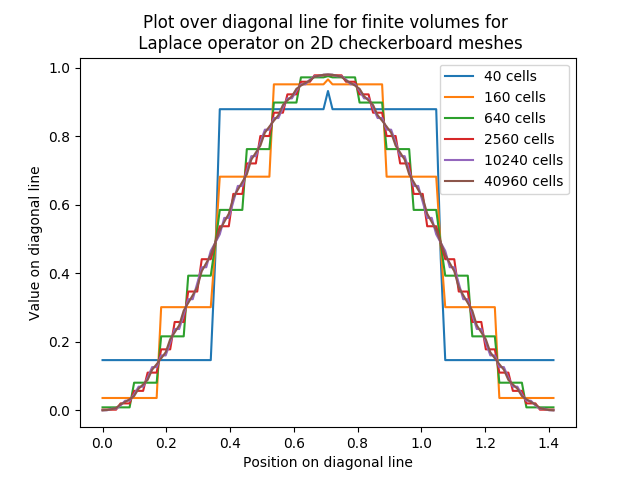 Plot over diagonal line for finite volumes for
Laplace operator on 2D checkerboard meshes
1.0
0.8
0.6
0.4
0.2
0.0
Value on diagonal line
40 cells
160 cells
640 cells
2560 cells
10240 cells
40960 cells
0.0 0.2 0.4 0.6 0.8 1.0 1.2 1.4
Position on diagonal line